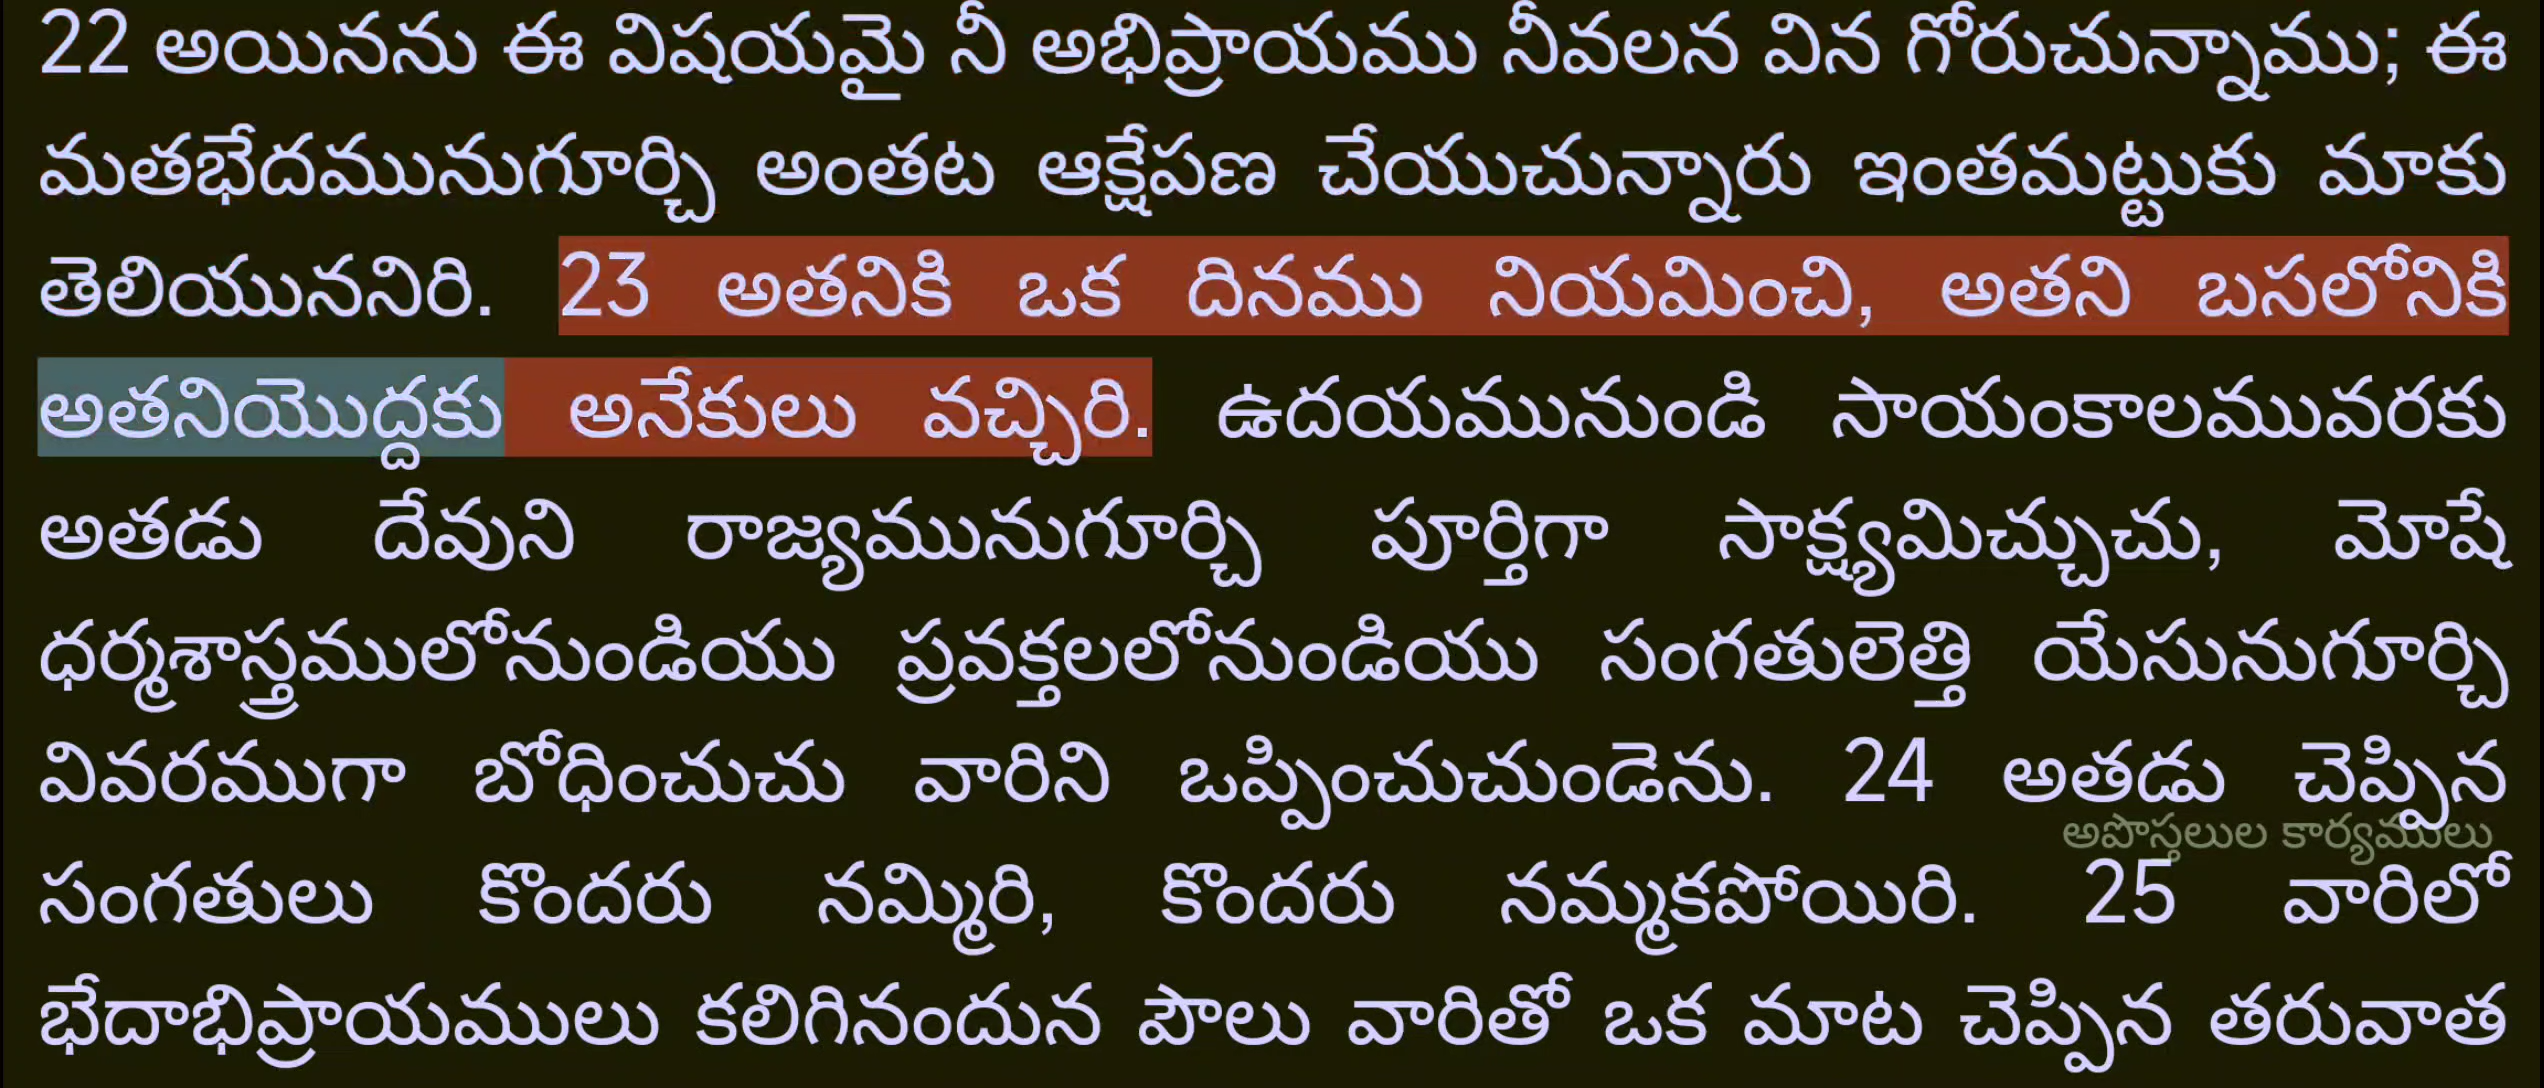 22 అయినను ఈ విషయమై నీ అభిప్రాయము నీవలన విన గోరుచున్నాము; ఈ
మతభేదమునుగూర్చి అంతట ఆక్షేపణ చేయుచున్నారు ఇంతమట్టుకు మాకు
తెలియుననిరి. 23 అతనికి ఒక దినము నియమించి, అతని బసలోనికి
అతనియొద్దకు అనేకులు వచ్చిరి. ఉదయమునుండి సాయంకాలమువరకు
అతడు దేవుని రాజ్యమునుగూర్చి పూర్తిగా సాక్ష్యమిచ్చుచు, మోషే
ధర్మశాస్త్రములోనుండియు ప్రవక్తలలోనుండియు సంగతులెత్తి యేసునుగూర్చి
వివరముగా బోధించుచు వారిని ఒప్పించుచుండెను. 24 అతడు చెప్పిన
అపొస్తలుల కార్యములు
సంగతులు కొందరు నమ్మిరి, కొందరు నమ్మకపోయిరి. 25 వారిలో
భేదాభిప్రాయములు కలిగినందున పౌలు వారితో ఒక మాట చెప్పిన తరువాత